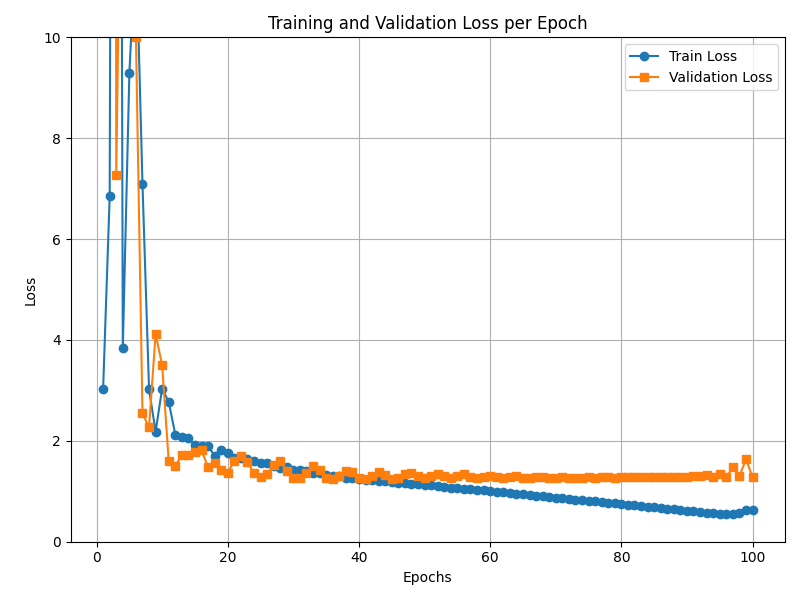 Training and Validation Loss per Epoch
Train Loss
Validation Loss
10
8
6
4
2
0
Loss
0 20 40 60 80 100
Epochs